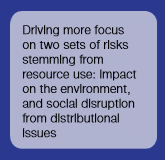 Driving more focus
on two sets of risks
stemming from
resource use: impact
on the environment,
and social disruption
from distributional
issues